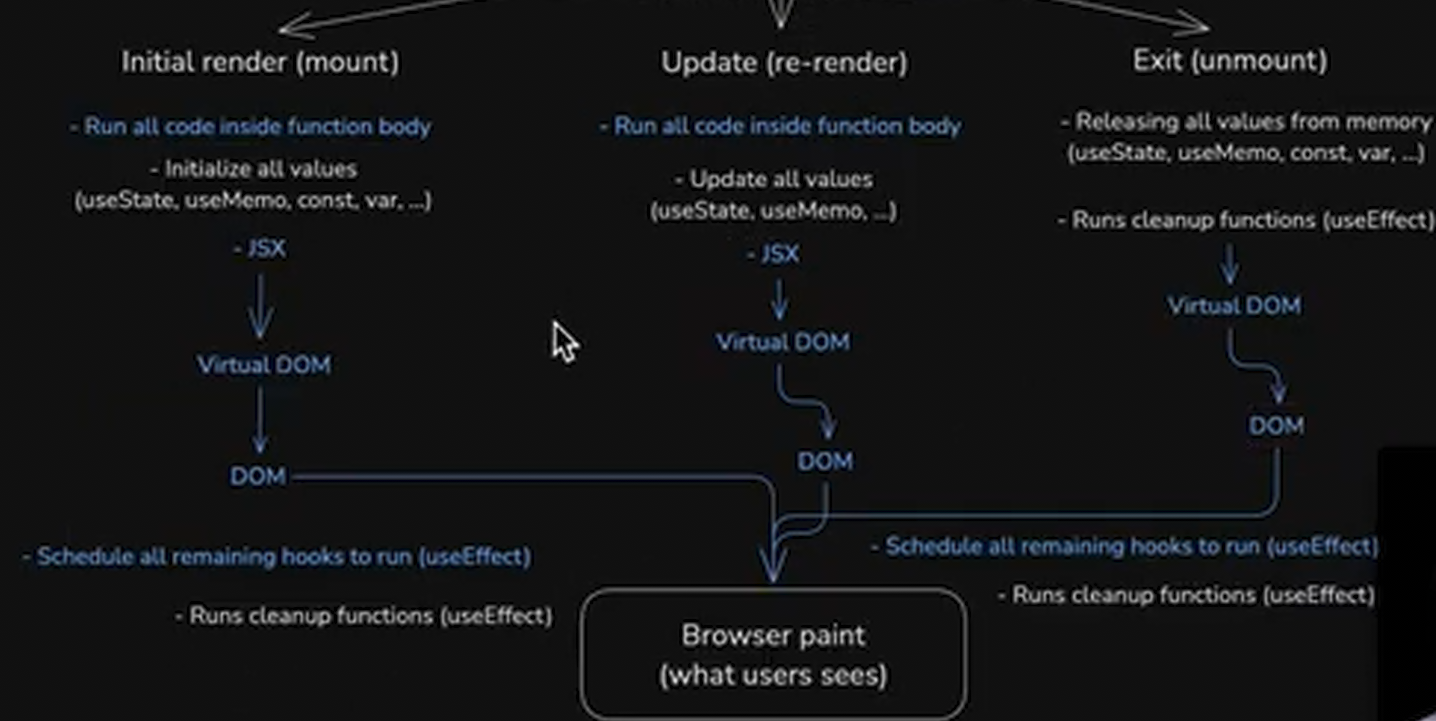 Initial render (mount)
- Run all code inside function body
- Initialize all values
(useState, useMemo, const, var, ...)
- JSX
Virtual DOM
DOM
- Schedule all remaining hooks to run (useEffect)
- Runs cleanup functions (useEffect)
Update (re-render)
- Run all code inside function body
- Update all values
(useState, useMemo, ...)
- JSX
Virtual DOM
DOM
Exit (unmount)
- Releasing all values from memory
(useState, useMemo, const, var, ...)
- Runs cleanup functions (useEffect)
Virtual DOM
DOM
- Schedule all remaining hooks to run (useEffect)
- Runs cleanup functions (useEffect)
Browser paint
(what users sees)